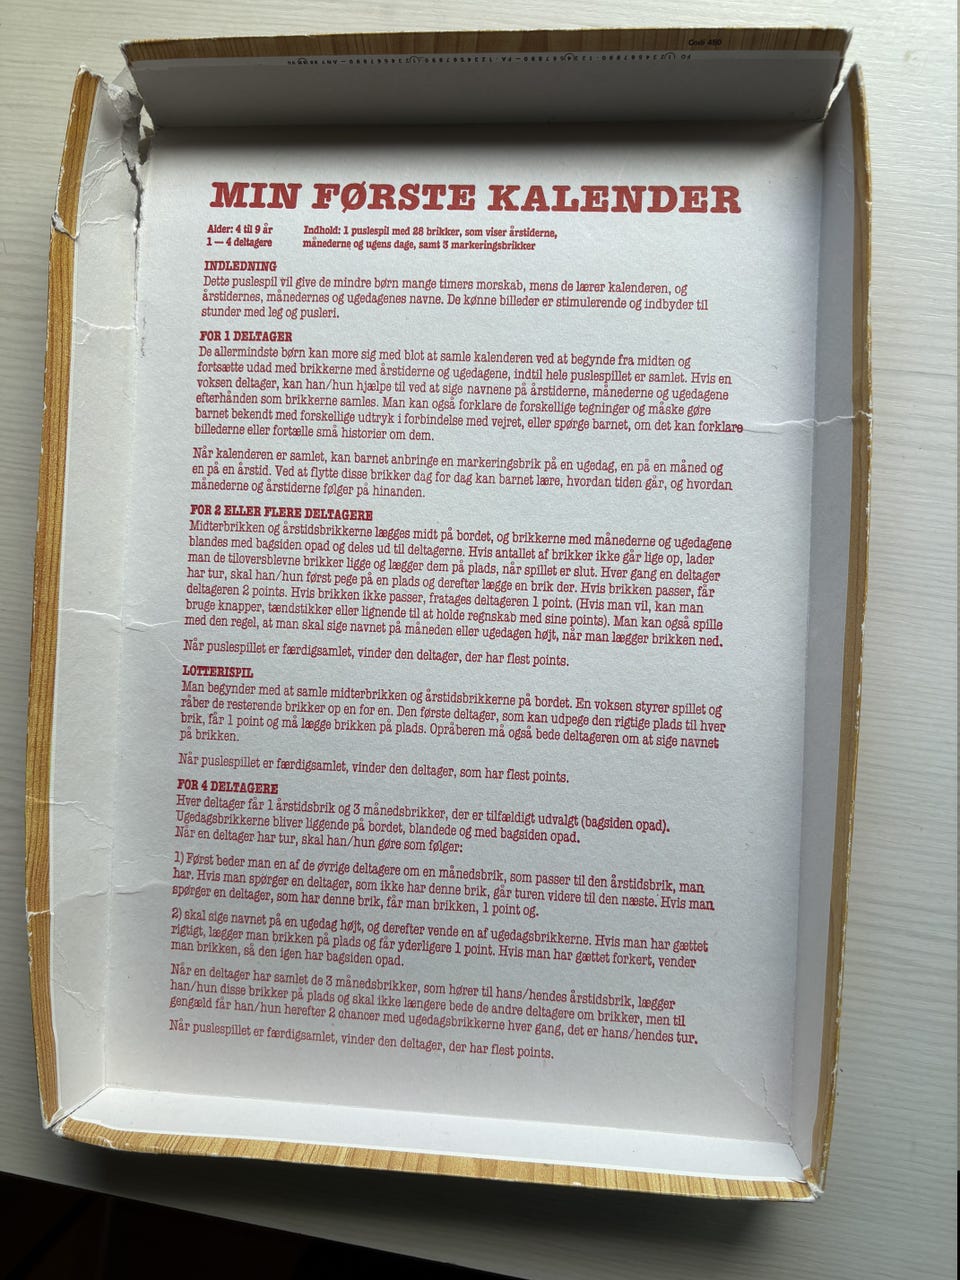 Code 480
MIN FØRSTE KALENDER
Alder: 4 til 9 år
1 — 4 deltagere
Indhold: 1 puslespil med 28 brikker, som viser årstiderne,
månederne og ugens dage, samt 3 markeringsbrikker
INDLEDNING
Dette puslespil vil give de mindre børn mange timers morskab, mens de lærer kalenderen, og
årstidernes, månedernes og ugedagenes navne. De kønne billeder er stimulerende og indbyder til
stunder med leg og pusleri.
FOR 1 DELTAGER
De allermindste børn kan more sig med blot at samle kalenderen ved at begynde fra midten og
fortsætte udad med brikkerne med årstiderne og ugedagene, indtil hele puslespillet er samlet. Hvis en
voksen deltager, kan han/hun hjælpe til ved at sige navnene på årstiderne, månederne og ugedagene
efterhånden som brikkerne samles. Man kan også forklare de forskellige tegninger og måske gøre
barnet bekendt med forskellige udtryk i forbindelse med vejret, eller spørge barnet, om det kan forklare
billederne eller fortælle små historier om dem.
Når kalenderen er samlet, kan barnet anbringe en markeringsbrik på en ugedag, en på en måned og
en på en årstid. Ved at flytte disse brikker dag for dag kan barnet lære, hvordan tiden går, og hvordan
månederne og årstiderne følger på hinanden.
FOR 2 ELLER FLERE DELTAGERE
Midterbrikken og årstidsbrikkerne lægges midt på bordet, og brikkerne med månederne og ugedagene
blandes med bagsiden opad og deles ud til deltagerne. Hvis antallet af brikker ikke går lige op, lader
man de tiloversblevne brikker ligge og lægger dem på plads, når spillet er slut. Hver gang en deltager
har tur, skal han/hun først pege på en plads og derefter lægge en brik der. Hvis brikken passer, får
deltageren 2 points. Hvis brikken ikke passer, fratages deltageren 1 point. (Hvis man vil, kan man
bruge knapper, tændstikker eller lignende til at holde regnskab med sine points). Man kan også spille
med den regel, at man skal sige navnet på måneden eller ugedagen højt, når man lægger brikken ned.
Når puslespillet er færdigsamlet, vinder den deltager, der har flest points.
LOTTERISPIL
Man begynder med at samle midterbrikken og årstidsbrikkerne på bordet. En voksen styrer spillet og
råber de resterende brikker op en for en. Den første deltager, som kan udpege den rigtige plads til hver
brik, får 1 point og må lægge brikken på plads. Opråberen må også bede deltageren om at sige navnet
på brikken.
Når puslespillet er færdigsamlet, vinder den deltager, som har flest points.
FOR 4 DELTAGERE
Hver deltager får 1 årstidsbrik og 3 månedsbrikker, der er tilfældigt udvalgt (bagsiden opad).
Ugedagsbrikkerne bliver liggende på bordet, blandede og med bagsiden opad.
Når en deltager har tur, skal han/hun gøre som følger:
1) Først beder man en af de øvrige deltagere om en månedsbrik, som passer til den årstidsbrik, man
har. Hvis man spørger en deltager, som ikke har denne brik, går turen videre til den næste. Hvis man
spørger en deltager, som har denne brik, får man brikken, 1 point og.
2) skal sige navnet på en ugedag højt, og derefter vende en af ugedagsbrikkerne. Hvis man har gættet
rigtigt, lægger man brikken på plads og får yderligere 1 point. Hvis man har gættet forkert, vender
man brikken, så den igen har bagsiden opad.
Når en deltager har samlet de 3 månedsbrikker, som hører til hans/hendes årstidsbrik, lægger
han/hun disse brikker på plads og skal ikke længere bede de andre deltagere om brikker, men til
gengæld får han/hun herefter 2 chancer med ugedagsbrikkerne hver gang, det er hans/hendes tur.
Når puslespillet er færdigsamlet, vinder den deltager, der har flest points.